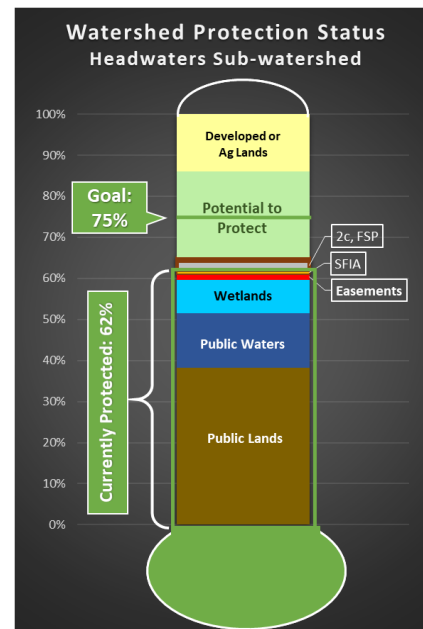 Watershed Protection Status
Headwaters Sub-watershed
100%
90%
80%
70%
60%
50%
40%
30%
20%
10%
0%
Goal:
75%
Currently Protected: 62%
Developed or
Ag Lands
Potential to
Protect
2c, FSP
SFIA
Easements
Wetlands
Public Waters
Public Lands